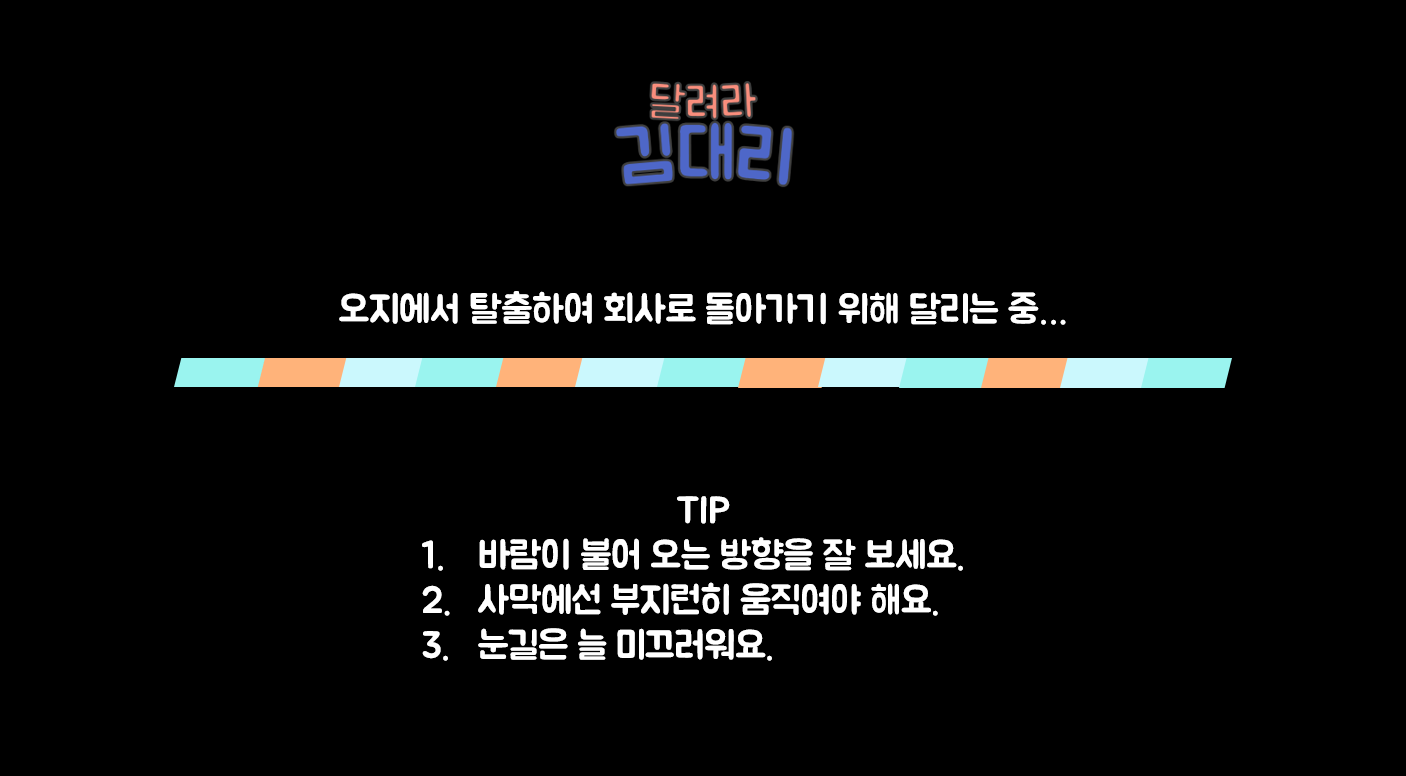 달려라
김대리
오지에서 탈출하여 회사로 돌아가기 위해 달리는 중...
TIP
1. 바람이 불어 오는 방향을 잘 보세요.
2. 사막에선 부지런히 움직여야 해요.
3. 눈길은 늘 미끄러워요.